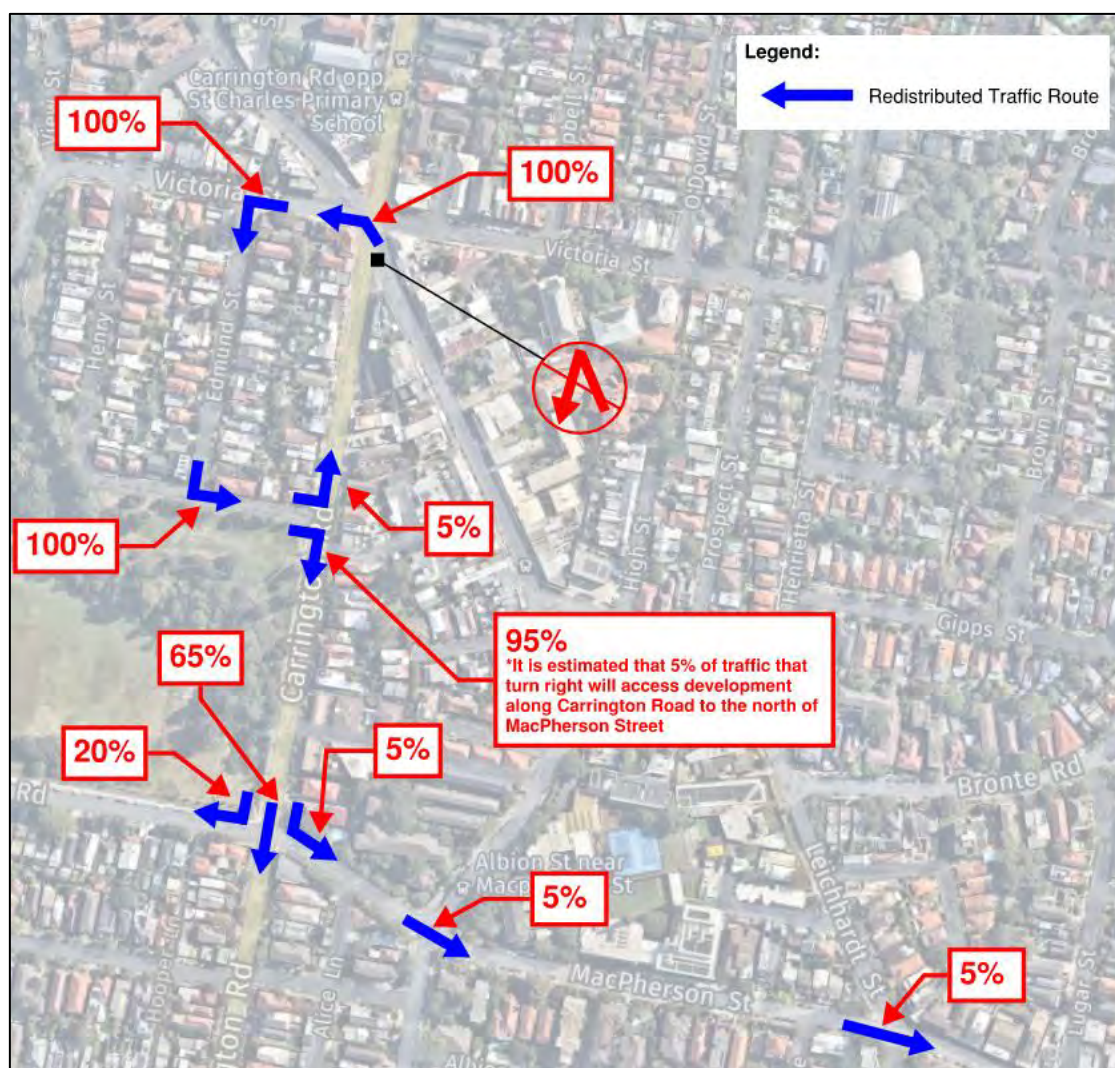 Legend:
Redistributed Traffic Route
Carrington Rd opp
St Charles Primary
School
100%
100%
Victoria
Victoria St
O'Dowd St
Henry St
Edmund St
100%
5%
95%
*It is estimated that 5% of traffic that
turn right will access development
along Carrington Road to the north of
MacPherson Street
High St
Prospect St
Henrietta St
Brown St
Gipps St
65%
20%
5%
Rd
Bronte Rd
Albion St near
5%
Leichhardt St
MacPherson St
5%
Lugar St
Alice Ln